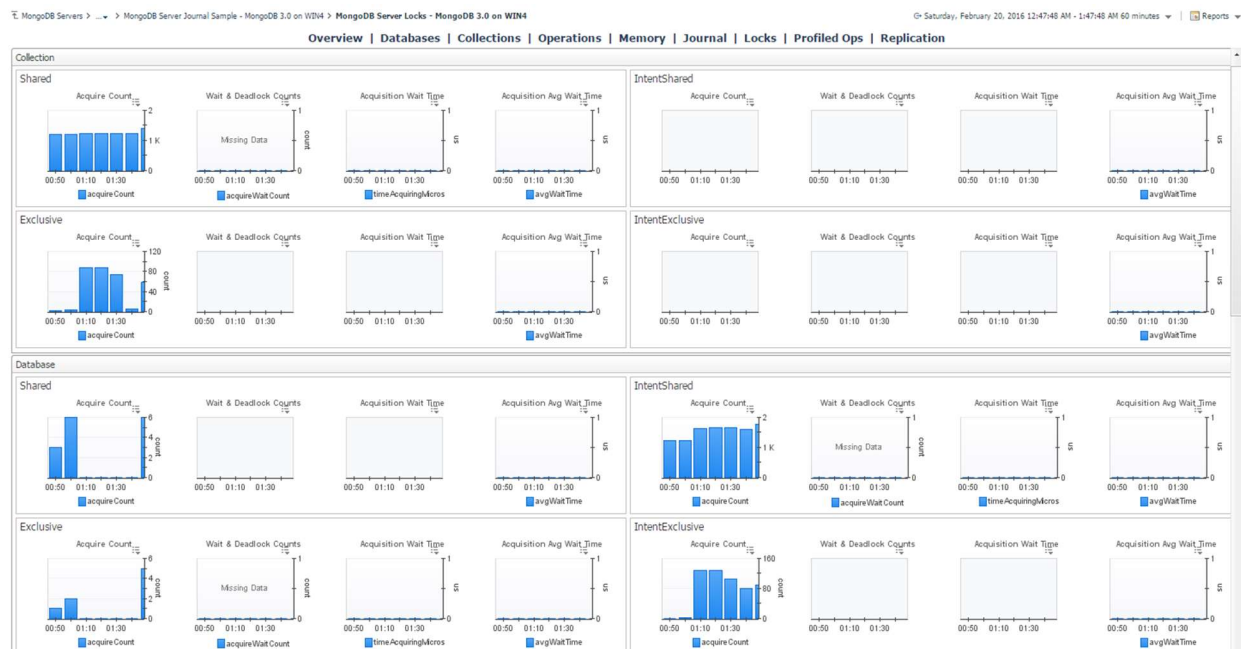 MongoDB Servers > ...▾ > MongoDB Server Journal Sample - MongoDB 3.0 on WIN4 > MongoDB Server Locks - MongoDB 3.0 on WIN4
Saturday, February 20, 2016 12:47:48 AM - 1:47:48 AM 60 minutes ▾ | Reports ▾
Overview | Databases | Collections | Operations | Memory | Journal | Locks | Profiled Ops | Replication
Collection
Shared
Acquire Count Wait & Deadlock Counts Acquisition Wait Time Acquisition Avg Wait Time
2 1 1 1
1 K Missing Data count us us
0 0 0 0
00:50 01:10 01:30 00:50 01:10 01:30 00:50 01:10 01:30 00:50 01:10 01:30
acquireCount acquireWaitCount timeAcquiringMicros avgWaitTime
IntentShared
Acquire Count Wait & Deadlock Counts Acquisition Wait Time Acquisition Avg Wait Time
1
us
0
00:50 01:10 01:30 00:50 01:10 01:30 00:50 01:10 01:30 00:50 01:10 01:30
avgWaitTime
Exclusive
Acquire Count Wait & Deadlock Counts Acquisition Wait Time Acquisition Avg Wait Time
120 1
80 count us
40
0 0
00:50 01:10 01:30 00:50 01:10 01:30 00:50 01:10 01:30 00:50 01:10 01:30
acquireCount avgWaitTime
IntentExclusive
Acquire Count Wait & Deadlock Counts Acquisition Wait Time Acquisition Avg Wait Time
1
us
0
00:50 01:10 01:30 00:50 01:10 01:30 00:50 01:10 01:30 00:50 01:10 01:30
avgWaitTime
Database
Shared
Acquire Count Wait & Deadlock Counts Acquisition Wait Time Acquisition Avg Wait Time
6 1
4 count us
2
0 0
00:50 01:10 01:30 00:50 01:10 01:30 00:50 01:10 01:30 00:50 01:10 01:30
acquireCount avgWaitTime
IntentShared
Acquire Count Wait & Deadlock Counts Acquisition Wait Time Acquisition Avg Wait Time
2 1 1 1
1 K Missing Data count us us
0 0 0 0
00:50 01:10 01:30 00:50 01:10 01:30 00:50 01:10 01:30 00:50 01:10 01:30
acquireCount acquireWaitCount timeAcquiringMicros avgWaitTime
Exclusive
Acquire Count Wait & Deadlock Counts Acquisition Wait Time Acquisition Avg Wait Time
6 1 1 1
4 count Missing Data count us us
2
0 0 0 0
00:50 01:10 01:30 00:50 01:10 01:30 00:50 01:10 01:30 00:50 01:10 01:30
acquireCount acquireWaitCount timeAcquiringMicros avgWaitTime
IntentExclusive
Acquire Count Wait & Deadlock Counts Acquisition Wait Time Acquisition Avg Wait Time
160 1
80 count us
0 0
00:50 01:10 01:30 00:50 01:10 01:30 00:50 01:10 01:30 00:50 01:10 01:30
acquireCount avgWaitTime